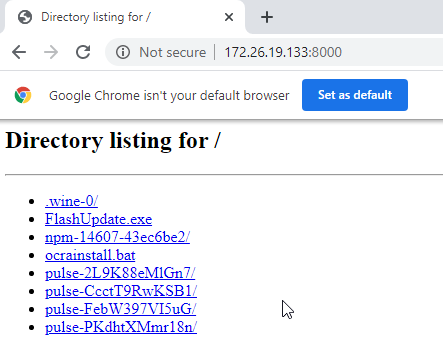 Directory listing for /
Not secure | 172.26.19.133:8000
Google Chrome isn't your default browser Set as default
Directory listing for /
.wine-0/
FlashUpdate.exe
npm-14607-43ec6be2/
ocrainstall.bat
pulse-2L9K88eMlGn7/
pulse-CcctT9RwKSB1/
pulse-FebW397VI5uG/
pulse-PKdhtXMmr18n/